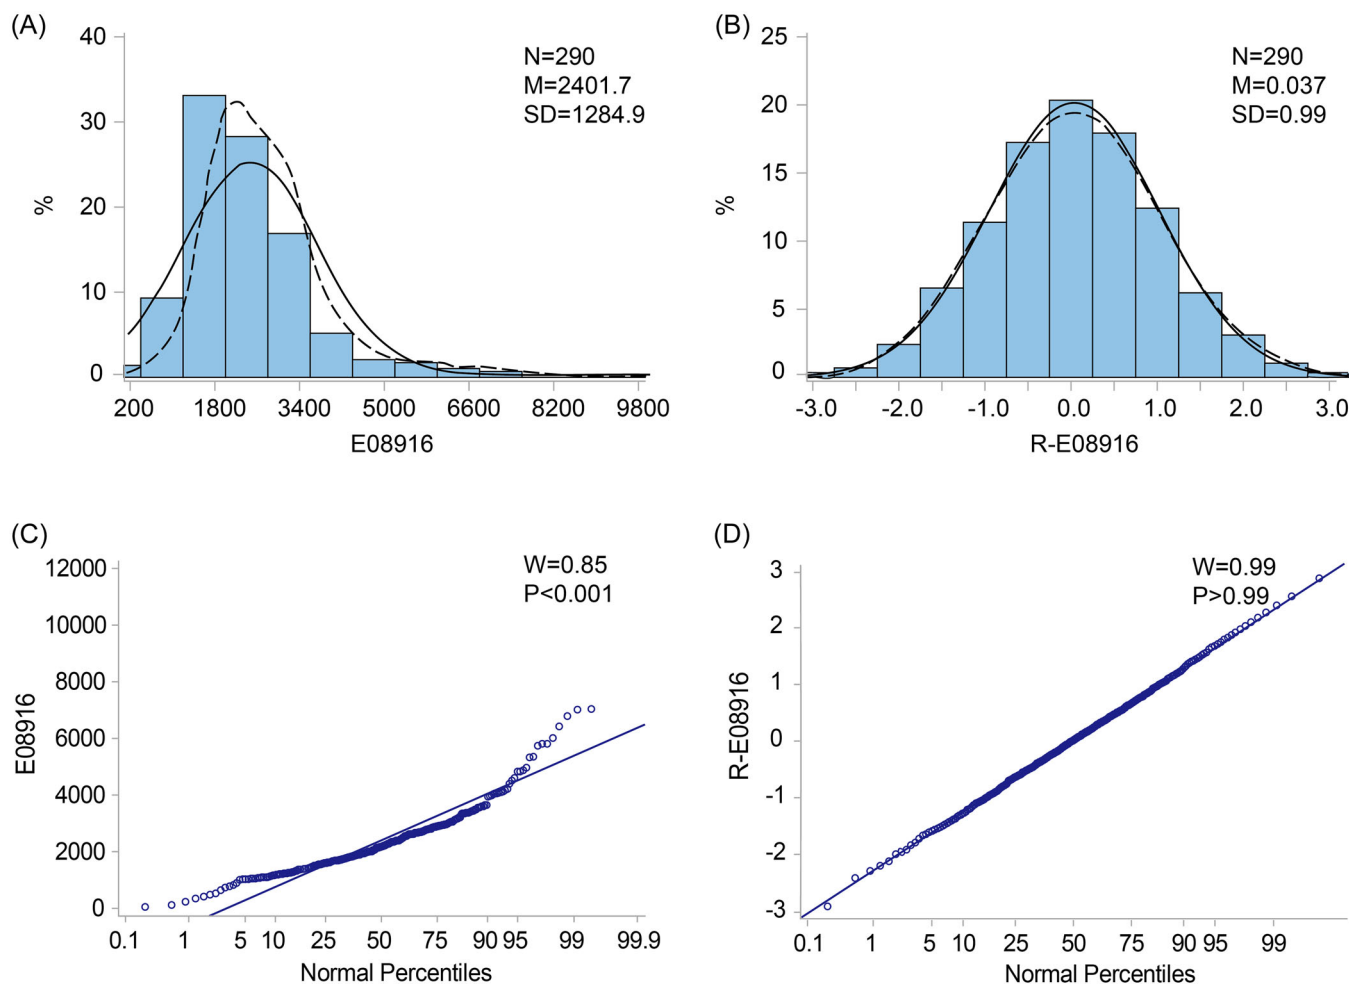 (A)
40
30
20
10
0
%
N=290
M=2401.7
SD=1284.9
200 1800 3400 5000 6600 8200 9800
E08916
(B)
25
20
15
10
5
0
%
N=290
M=0.037
SD=0.99
-3.0 -2.0 -1.0 0.0 1.0 2.0 3.0
R-E08916
(C)
12000
10000
8000
6000
4000
2000
0
E08916
W=0.85
P<0.001
0.1 1 5 10 25 50 75 90 95 99 99.9
Normal Percentiles
(D)
3
2
1
0
-1
-2
-3
R-E08916
W=0.99
P>0.99
0.1 1 5 10 25 50 75 90 95 99
Normal Percentiles